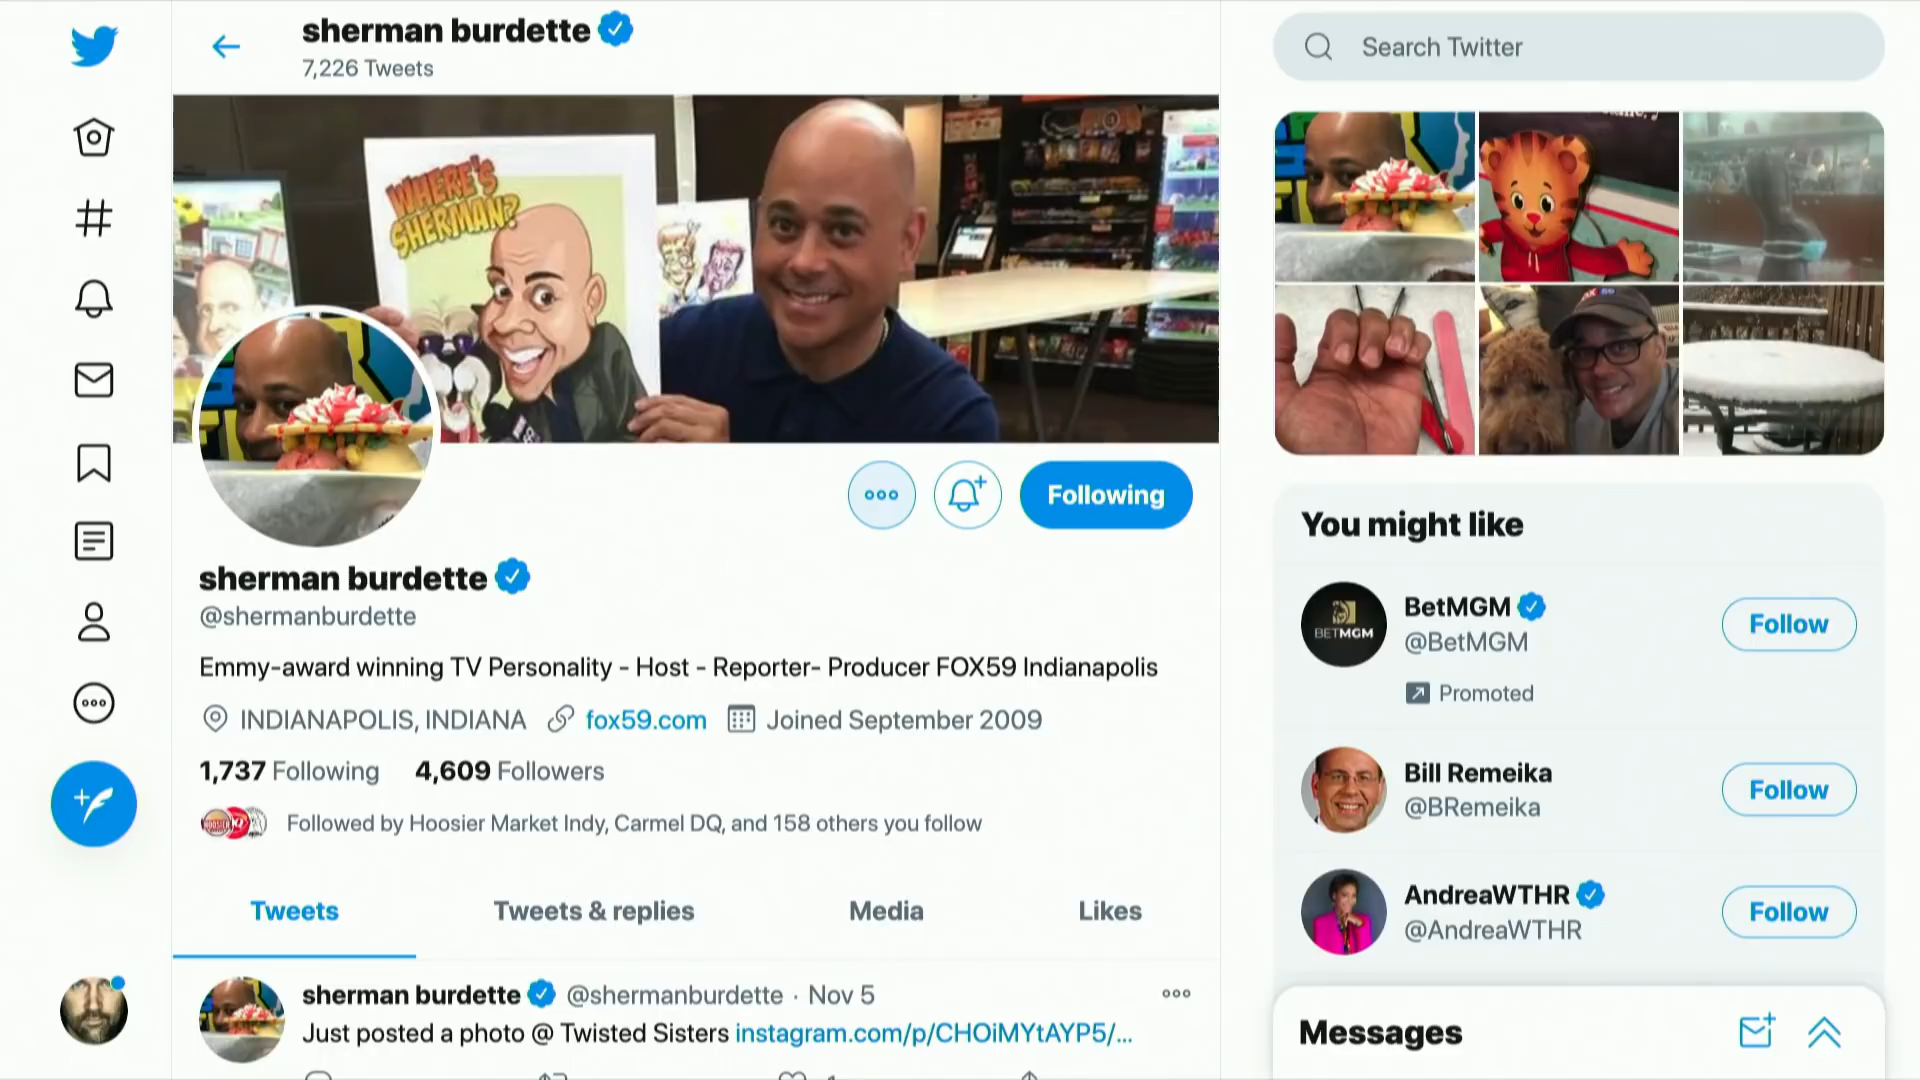 sherman burdette
7,226 Tweets
Search Twitter
WHERE'S
SHERMAN?
Following
sherman burdette
@shermanburdette
Emmy-award winning TV Personality - Host - Reporter- Producer FOX59 Indianapolis
INDIANAPOLIS, INDIANA fox59.com Joined September 2009
1,737 Following 4,609 Followers
Followed by Hoosier Market Indy, Carmel DQ, and 158 others you follow
Tweets Tweets & replies Media Likes
sherman burdette @shermanburdette · Nov 5
Just posted a photo @ Twisted Sisters instagram.com/p/CHOiMYtAYP5/...
You might like
BETMGM
BetMGM
@BetMGM
Follow
Promoted
Bill Remeika
@BRemeika
Follow
AndreaWTHR
@AndreaWTHR
Follow
Messages